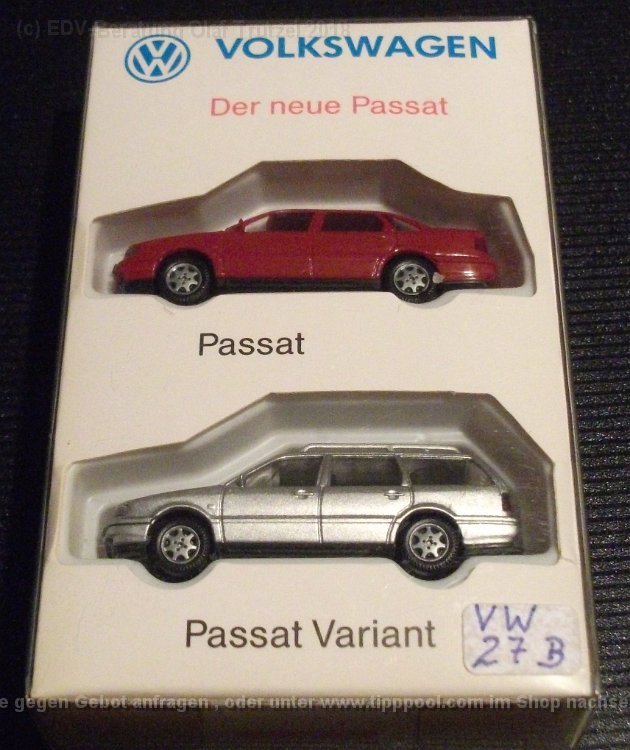 (c) EDV-Beratung Olaf Trutzel 2018
VOLKSWAGEN
Der neue Passat
Passat
Passat Variant
VW
27 B
e gegen Gebot anfragen , oder unter www.tipppool.com im Shop nachse